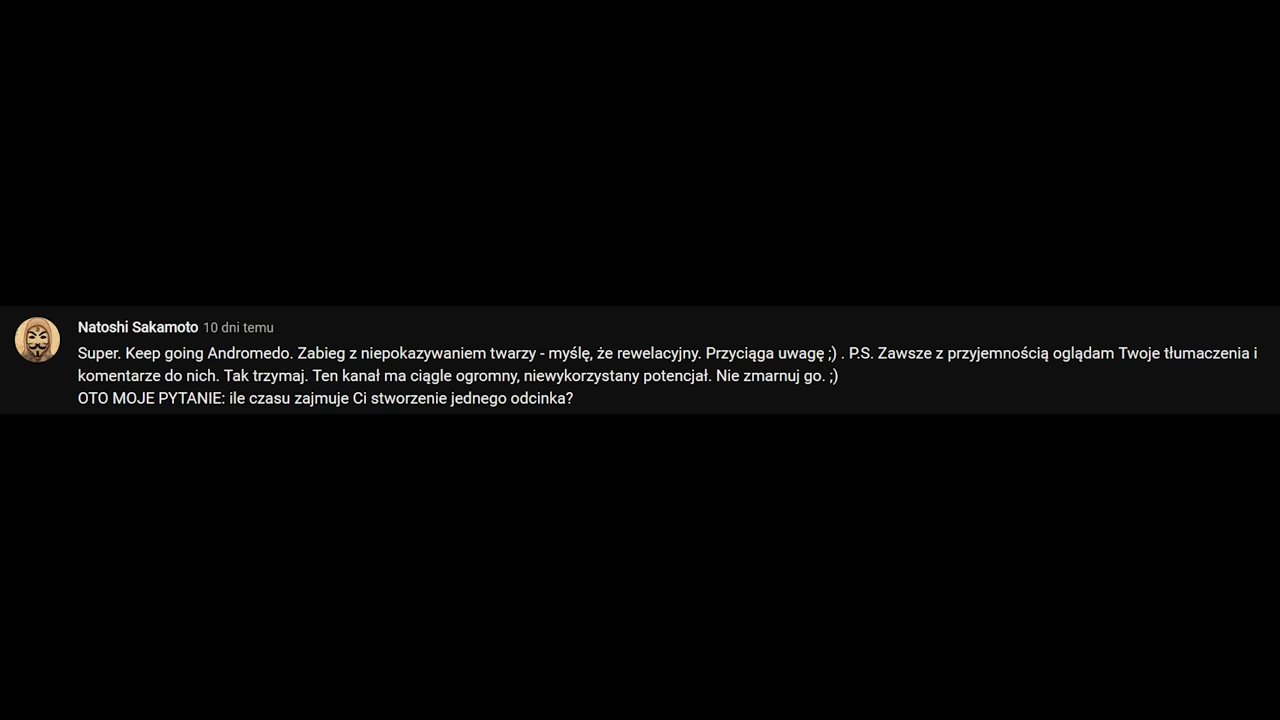 Natoshi Sakamoto 10 dni temu
Super. Keep going Andromedo. Zabieg z niepokazywaniem twarzy - myślę, że rewelacyjny. Przyciąga uwagę ;) . P.S. Zawsze z przyjemnością oglądam Twoje tłumaczenia i
komentarze do nich. Tak trzymaj. Ten kanał ma ciągle ogromny, niewykorzystany potencjał. Nie zmarnuj go. ;)
OTO MOJE PYTANIE: ile czasu zajmuje Ci stworzenie jednego odcinka?